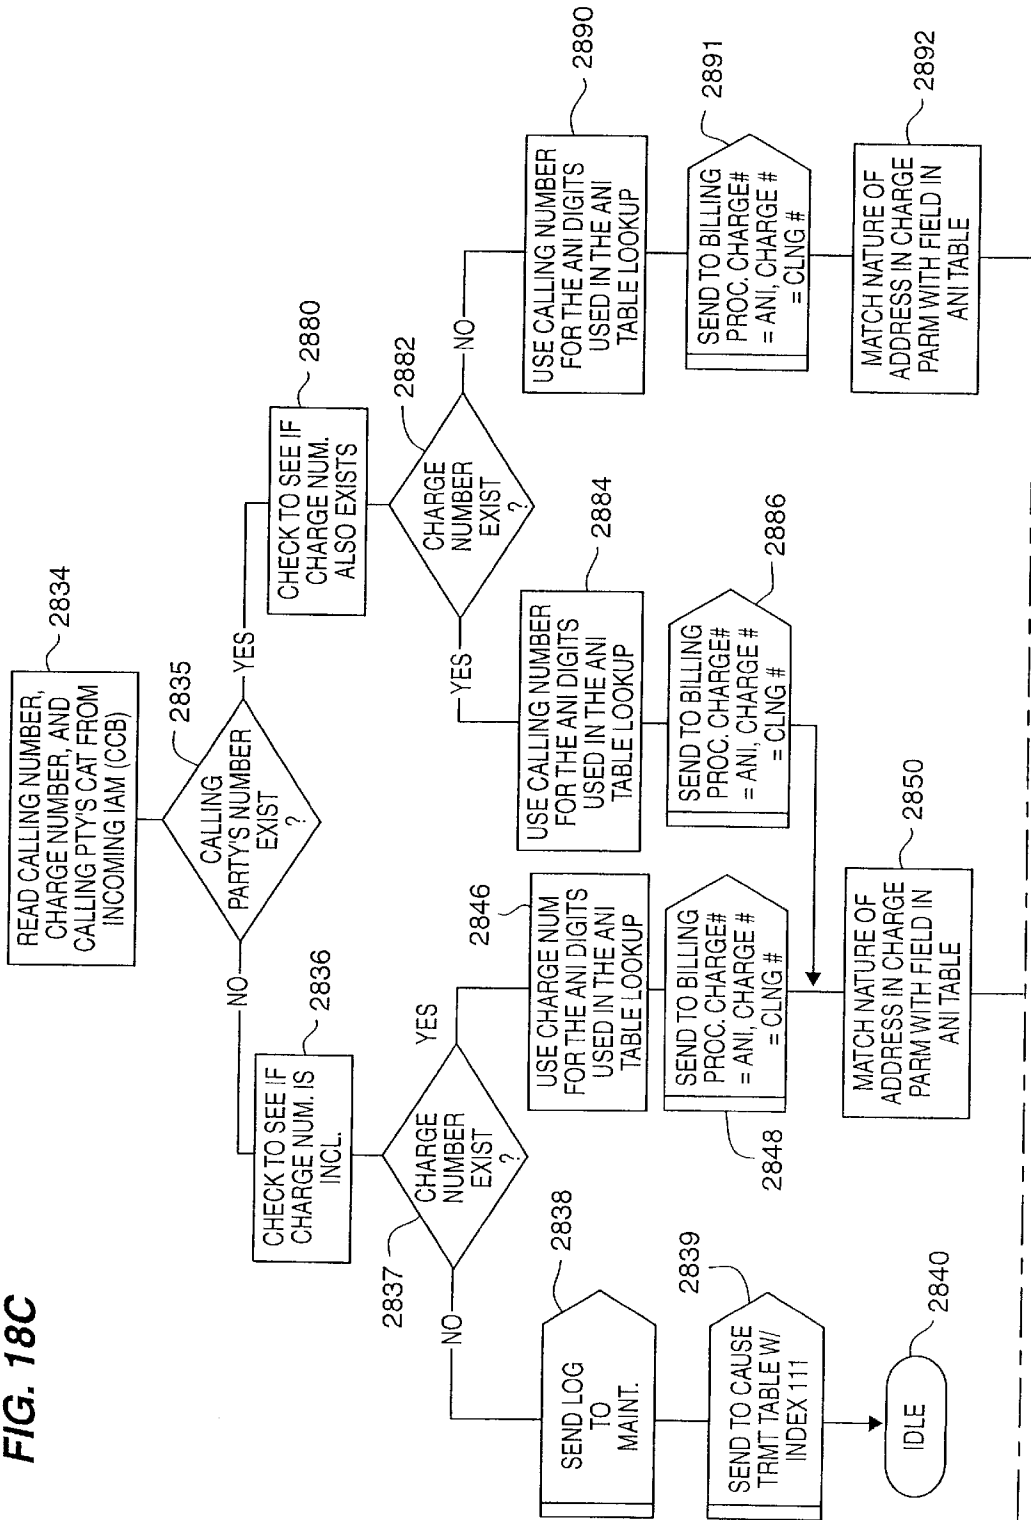 FIG. 18C
READ CALLING NUMBER,
CHARGE NUMBER, AND
CALLING PTY'S CAT FROM
INCOMING IAM (CCB)
2834
CALLING
PARTY'S NUMBER
EXIST
?
2835
NO
YES
CHECK TO SEE IF
CHARGE NUM. IS
INCL.
2836
CHECK TO SEE IF
CHARGE NUM.
ALSO EXISTS
2880
CHARGE
NUMBER
EXIST
?
2837
NO
YES
CHARGE
NUMBER
EXIST
?
2882
YES
NO
SEND LOG
TO
MAINT.
2838
SEND TO CAUSE
TRMT TABLE W/
INDEX 111
2839
IDLE
2840
USE CHARGE NUM
FOR THE ANI DIGITS
USED IN THE ANI
TABLE LOOKUP
2846
SEND TO BILLING
PROC. CHARGE#
= ANI, CHARGE #
= CLNG #
2848
MATCH NATURE OF
ADDRESS IN CHARGE
PARM WITH FIELD IN
ANI TABLE
2850
USE CALLING NUMBER
FOR THE ANI DIGITS
USED IN THE ANI
TABLE LOOKUP
2884
SEND TO BILLING
PROC. CHARGE#
= ANI, CHARGE #
= CLNG #
2886
USE CALLING NUMBER
FOR THE ANI DIGITS
USED IN THE ANI
TABLE LOOKUP
2890
SEND TO BILLING
PROC. CHARGE#
= ANI, CHARGE #
= CLNG #
2891
MATCH NATURE OF
ADDRESS IN CHARGE
PARM WITH FIELD IN
ANI TABLE
2892